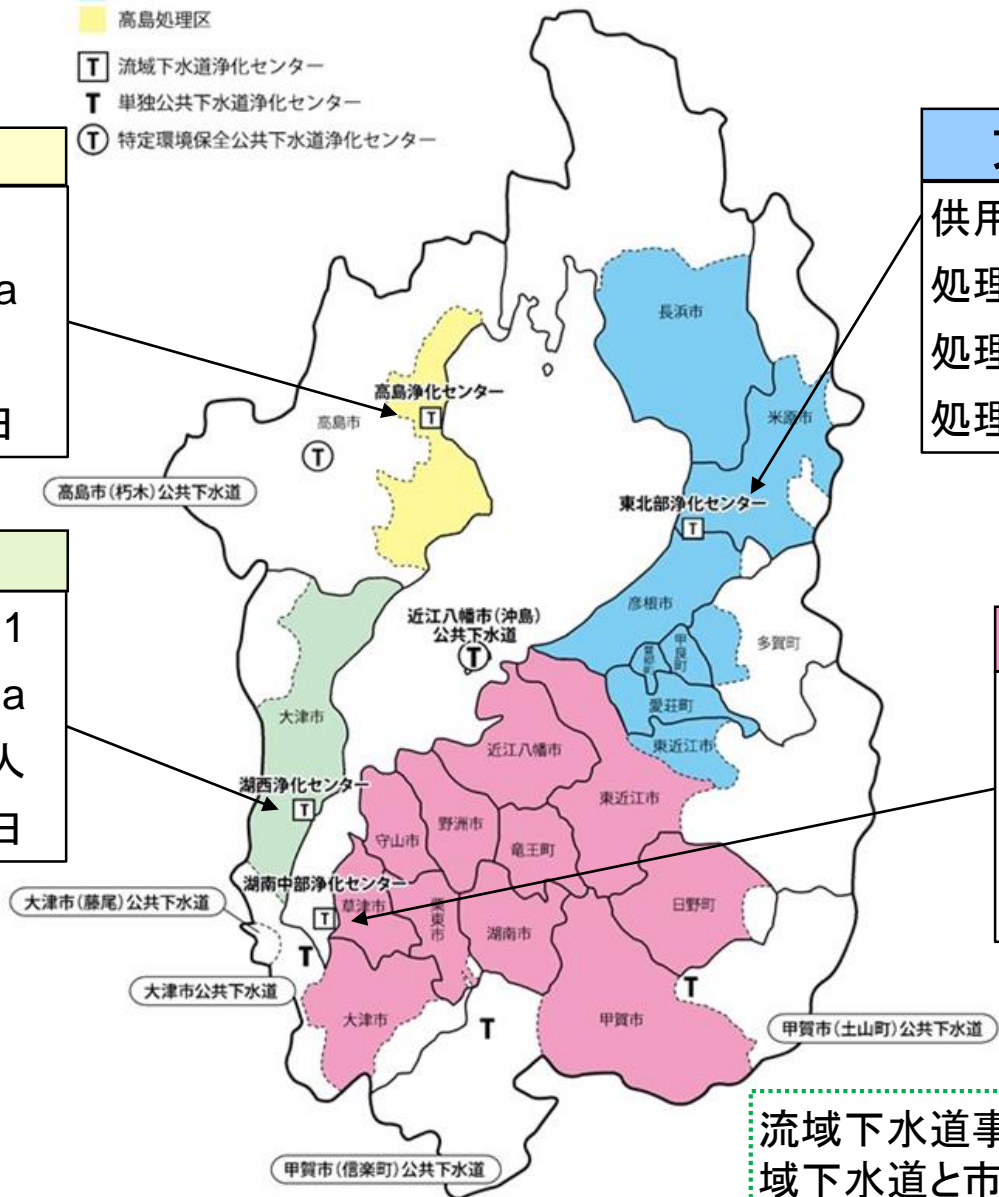 高島処理区
T 流域下水道浄化センター
T 単独公共下水道浄化センター
T 特定環境保全公共下水道浄化センター
a
日
供用
処理
処理
処理
長浜市
米原市
高島浄化センター
T
高島市
T
高島市(朽木)公共下水道
東北部浄化センター
T
彦根市
甲良町
多賀町
愛荘町
東近江市
近江八幡市(沖島)
公共下水道
T
1
a
人
日
大津市
湖西浄化センター
T
近江八幡市
東近江市
守山市
野洲市
竜王町
湖南中部浄化センター
T
草津市
栗東市
湖南市
日野町
大津市(藤尾)公共下水道
T
大津市公共下水道
大津市
T
甲賀市
T
甲賀市(土山町)公共下水道
甲賀市(信楽町)公共下水道
流域下水道事
域下水道と市